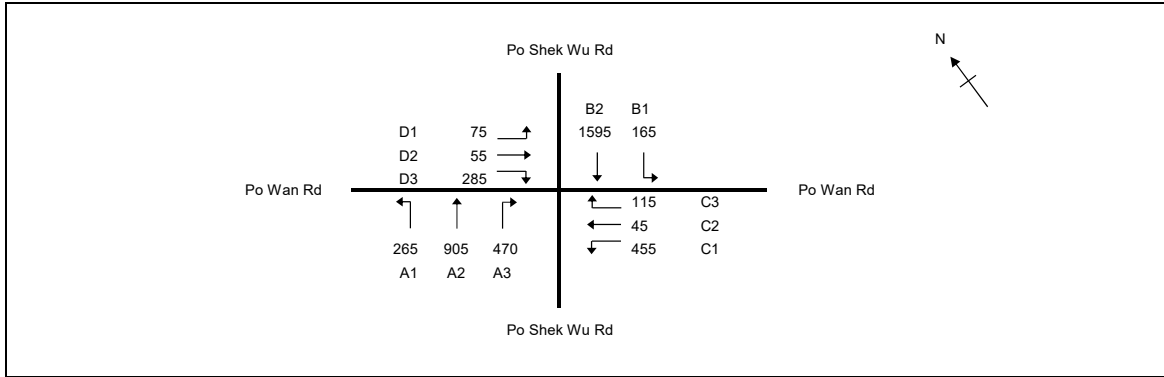 Po Shek Wu Rd
N
B2 B1
D1 75 1595 165
D2 55
D3 285
Po Wan Rd Po Wan Rd
115 C3
45 C2
265 905 470 455 C1
A1 A2 A3
Po Shek Wu Rd